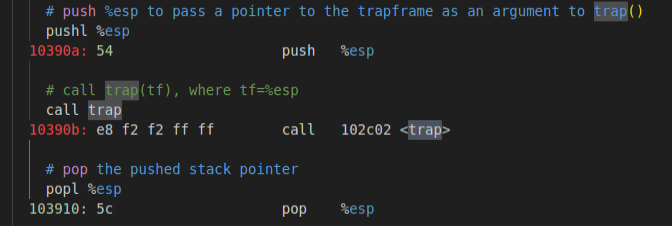 # push %esp to pass a pointer to the trapframe as an argument to trap()
pushl %esp
10390a: 54 push %esp
# call trap(tf), where tf=%esp
call trap
10390b: e8 f2 f2 ff ff call 102c02 <trap>
# pop the pushed stack pointer
popl %esp
103910: 5c pop %esp